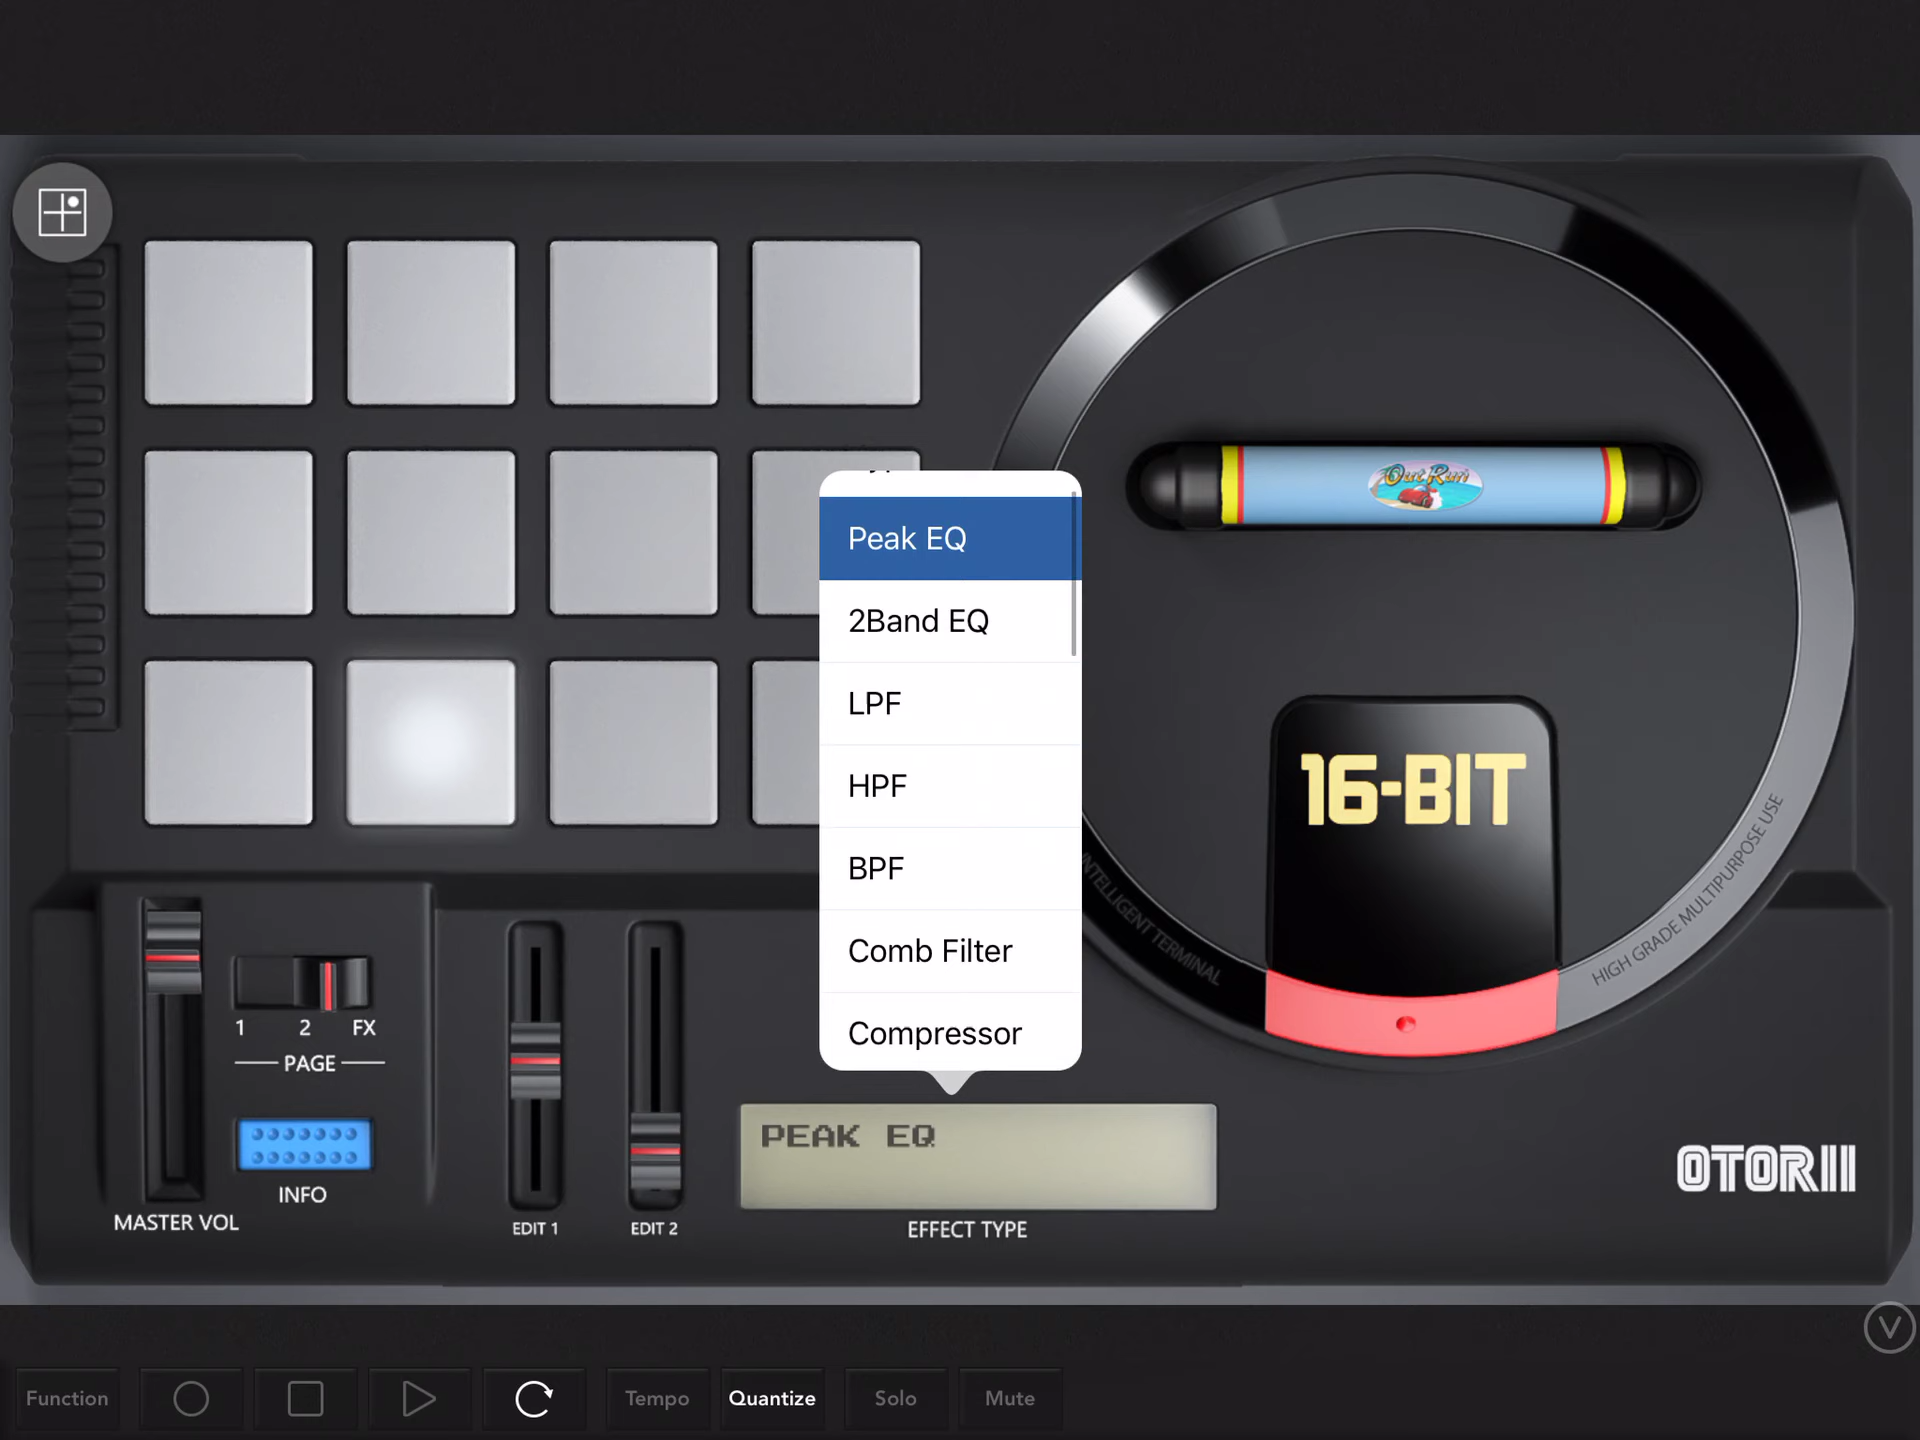 OutRun
Peak EQ
2Band EQ
LPF
HPF
BPF
Comb Filter
Compressor
16-BIT
INTELLIGENT TERMINAL
HIGH GRADE MULTIPURPOSE USE
1 2 FX
PAGE
INFO
MASTER VOL
EDIT 1
EDIT 2
PEAK EQ
EFFECT TYPE
OTORII
Function
Tempo
Quantize
Solo
Mute